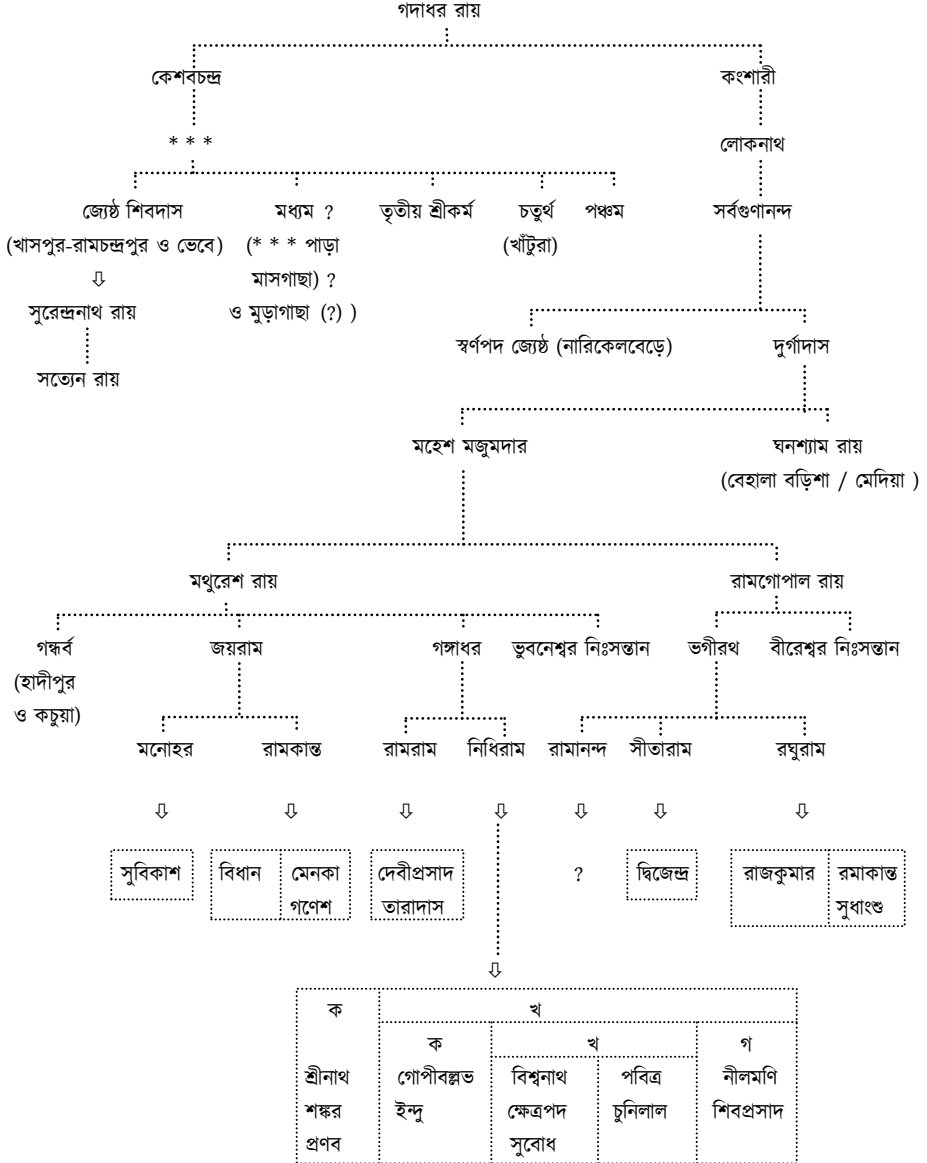 গদাধর রায়
কেশবচন্দ্র কংশারী
* * * লোকনাথ
জ্যেষ্ঠ শিবদাস মধ্যম ? তৃতীয় শ্রীকর্ম চতুর্থ পঞ্চম সর্বগুণানন্দ
(খাসপুর-রামচন্দ্রপুর ও ভেবে) (* * * পাড়া (খাঁটুরা)
⇩ মাসগাছা) ?
সুরেন্দ্রনাথ রায় ও মুড়াগাছা (?) )
স্বর্ণপদ জ্যেষ্ঠ (নারিকেলবেড়ে) দুর্গাদাস
সত্যেন রায়
মহেশ মজুমদার ঘনশ্যাম রায়
(বেহালা বড়িশা / মেদিয়া )
মথুরেশ রায় রামগোপাল রায়
গন্ধর্ব জয়রাম গঙ্গাধর ভুবনেশ্বর নিঃসন্তান ভগীরথ বীরেশ্বর নিঃসন্তান
(হাদীপুর
ও কচুয়া)
মনোহর রামকান্ত রামরাম নিধিরাম রামানন্দ সীতারাম রঘুরাম
⇩ ⇩ ⇩ ⇩ ⇩ ⇩ ⇩
সুবিকাশ বিধান মেনকা দেবীপ্রসাদ ? দ্বিজেন্দ্র রাজকুমার রমাকান্ত
গণেশ তারাদাস সুধাংশু
⇩
ক খ
ক খ গ
শ্রীনাথ গোপীবল্লভ বিশ্বনাথ পবিত্র নীলমণি
শঙ্কর ইন্দু ক্ষেত্রপদ চুনিলাল শিবপ্রসাদ
প্রণব সুবোধ